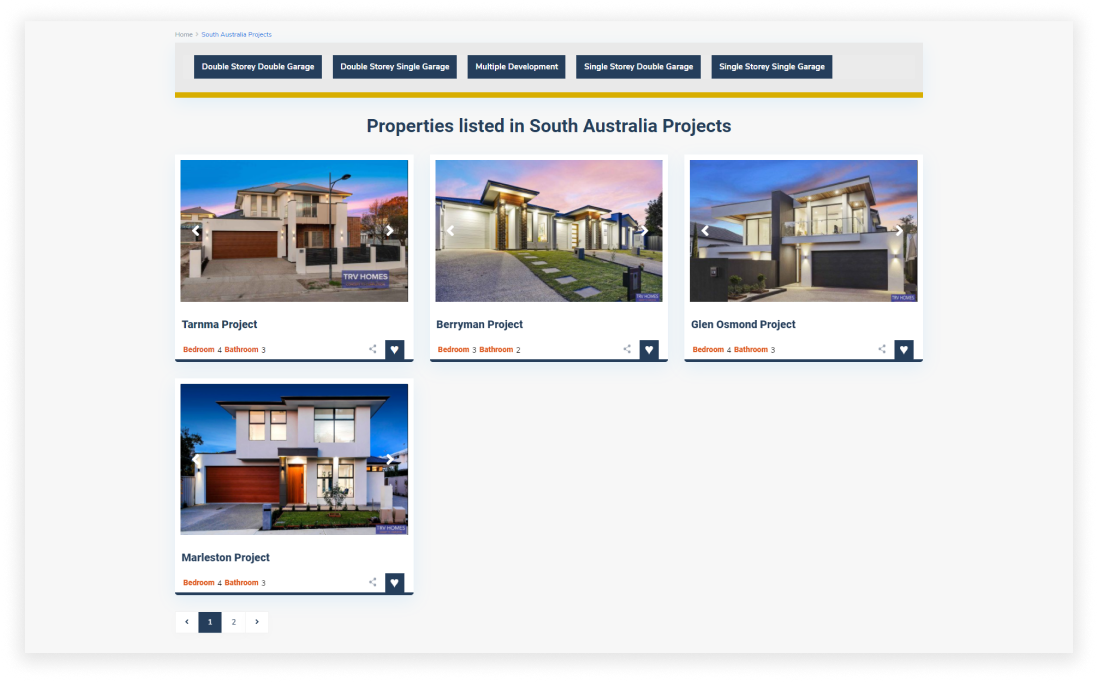 Home > South Australia Projects
Double Storey Double Garage Double Storey Single Garage Multiple Development Single Storey Double Garage Single Storey Single Garage
Properties listed in South Australia Projects
TRV HOMES
TRV HOMES
TRV HOMES
Tarnma Project
Berryman Project
Glen Osmond Project
Bedroom 4 Bathroom 3
Bedroom 3 Bathroom 2
Bedroom 4 Bathroom 3
TRV HOMES
Marleston Project
Bedroom 4 Bathroom 3
1 2